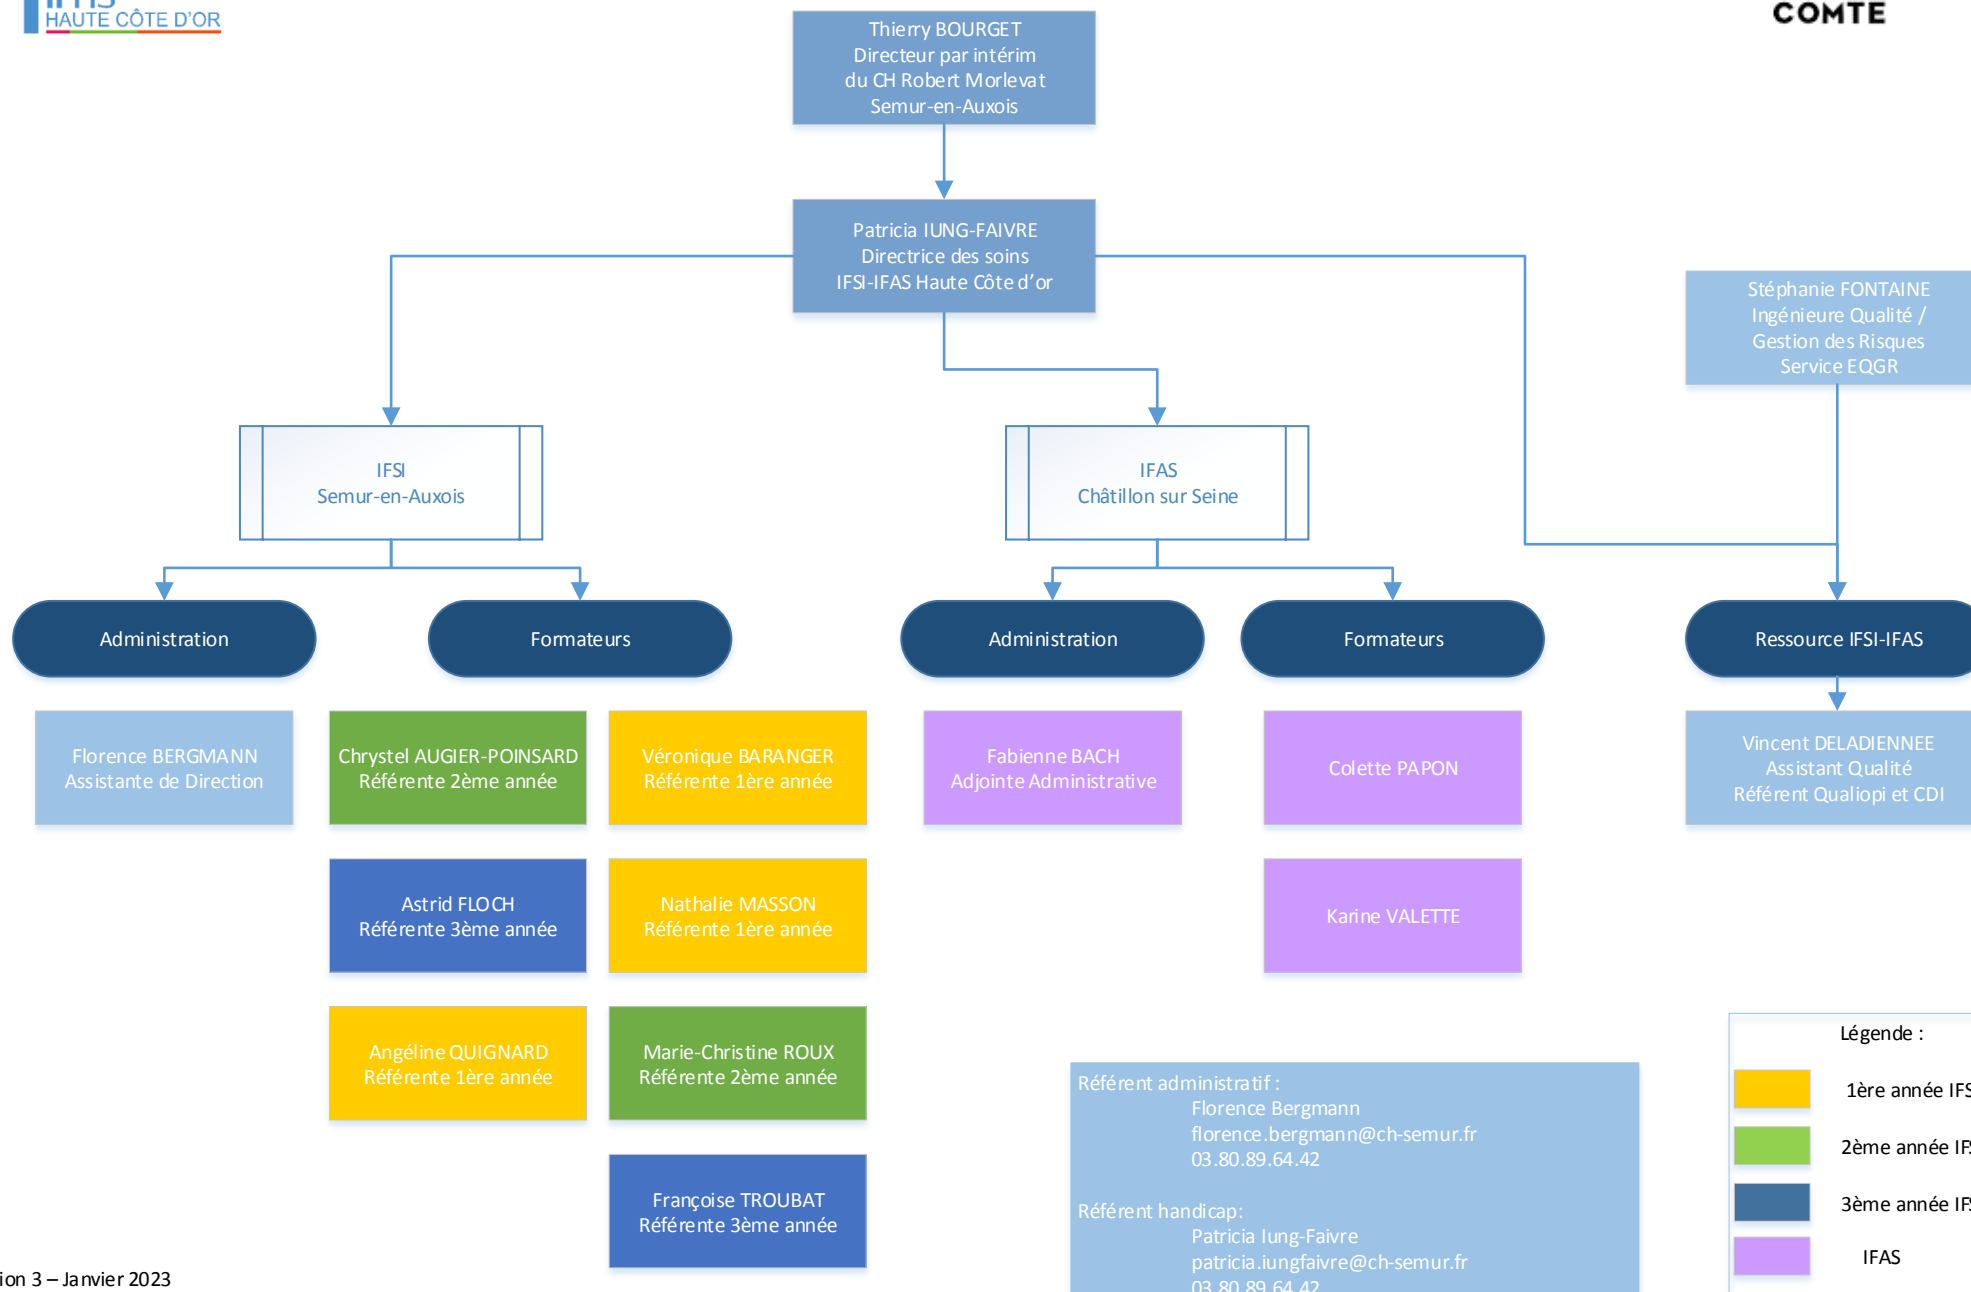 HAUTE CÔTE D'OR
COMTE
Thierry BOURGET
Directeur par intérim
du CH Robert Morlevat
Semur-en-Auxois
Patricia IUNG-FAIVRE
Directrice des soins
IFSI-IFAS Haute Côte d'or
Stéphanie FONTAINE
Ingénieure Qualité /
Gestion des Risques
Service EQGR
IFSI
Semur-en-Auxois
IFAS
Châtillon sur Seine
Administration
Formateurs
Administration
Formateurs
Ressource IFSI-IFAS
Florence BERGMANN
Assistante de Direction
Chrystel AUGIER-POINSARD
Référente 2ème année
Véronique BARANGER
Référente 1ère année
Fabienne BACH
Adjointe Administrative
Colette PAPON
Vincent DELADIENNEE
Assistant Qualité
Référent Qualiopi et CDI
Astrid FLOCH
Référente 3ème année
Nathalie MASSON
Référente 1ère année
Karine VALETTE
Angéline QUIGNARD
Référente 1ère année
Marie-Christine ROUX
Référente 2ème année
Françoise TROUBAT
Référente 3ème année
Référent administratif :
Florence Bergmann
florence.bergmann@ch-semur.fr
03.80.89.64.42
Référent handicap:
Patricia Iung-Faivre
patricia.iungfaivre@ch-semur.fr
03.80.89.64.42
Légende :
1ère année
2ème année
3ème année
IFAS
3 – Janvier 2023